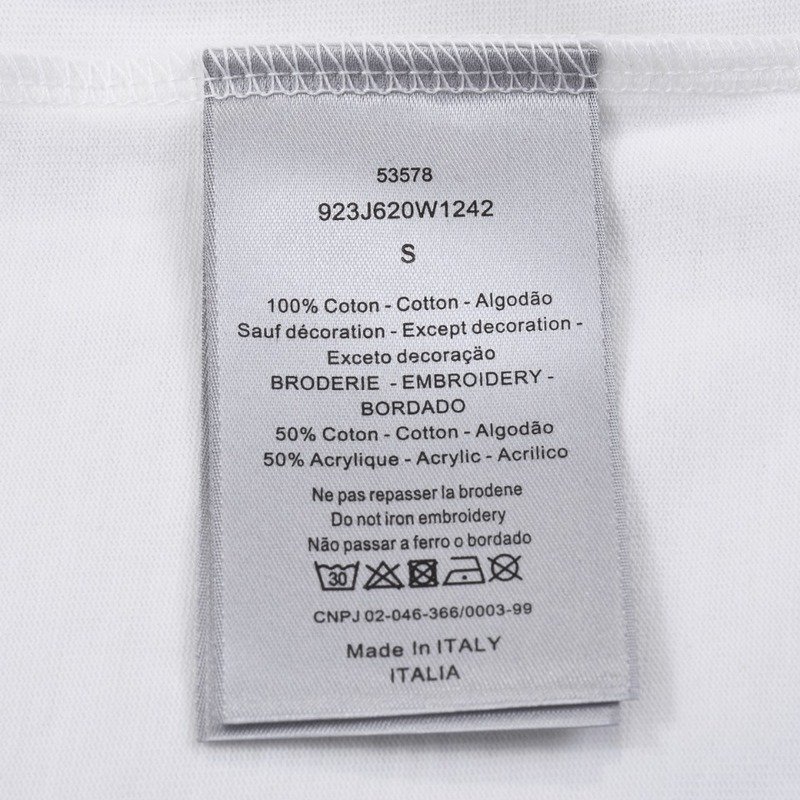 53578
923J620W1242
S
100% Coton - Cotton - Algodão
Sauf décoration - Except decoration -
Exceto decoração
BRODERIE - EMBROIDERY -
BORDADO
50% Coton - Cotton - Algodão
50% Acrylique - Acrylic - Acrilico
Ne pas repasser la brodene
Do not iron embroidery
Não passar a ferro o bordado
30
CNPJ 02-046-366/0003-99
Made In ITALY
ITALIA